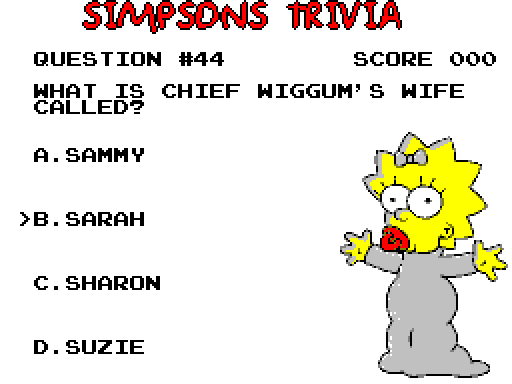 SIMPSONS TRIVIA
QUESTION #44 SCORE 000
WHAT IS CHIEF WIGGUM'S WIFE
CALLED?
A.SAMMY
>B.SARAH
C.SHARON
D.SUZIE